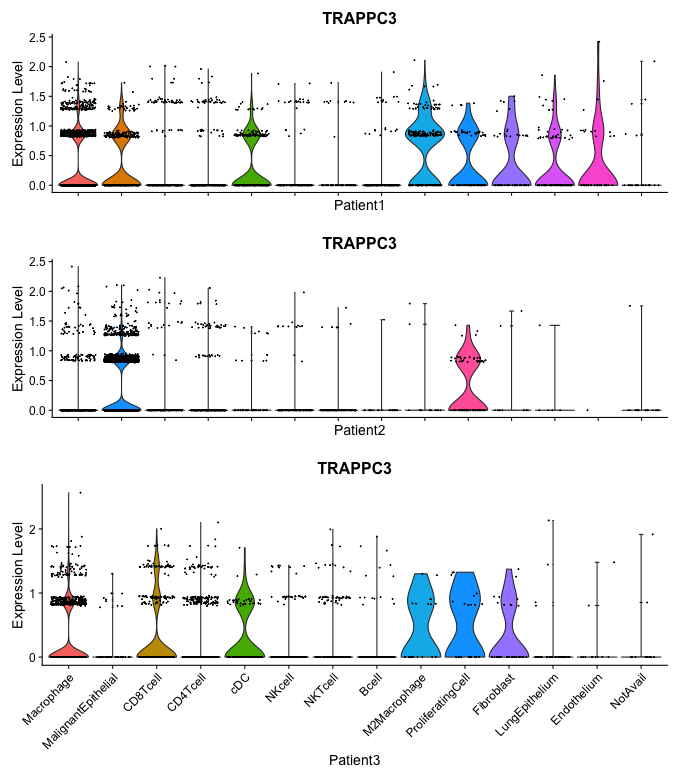 TRAPPC3
Expression Level
2.5
2.0
1.5
1.0
0.5
0.0
Patient1
TRAPPC3
Expression Level
2.5
2.0
1.5
1.0
0.5
0.0
Patient2
TRAPPC3
Expression Level
2
1
0
Macrophage
MalignantEpithelial
CD8Tcell
CD4Tcell
cDC
NKcell
NKTcell
Bcell
M2Macrophage
ProliferatingCell
Fibroblast
LungEpithelium
Endothelium
NotAvail
Patient3